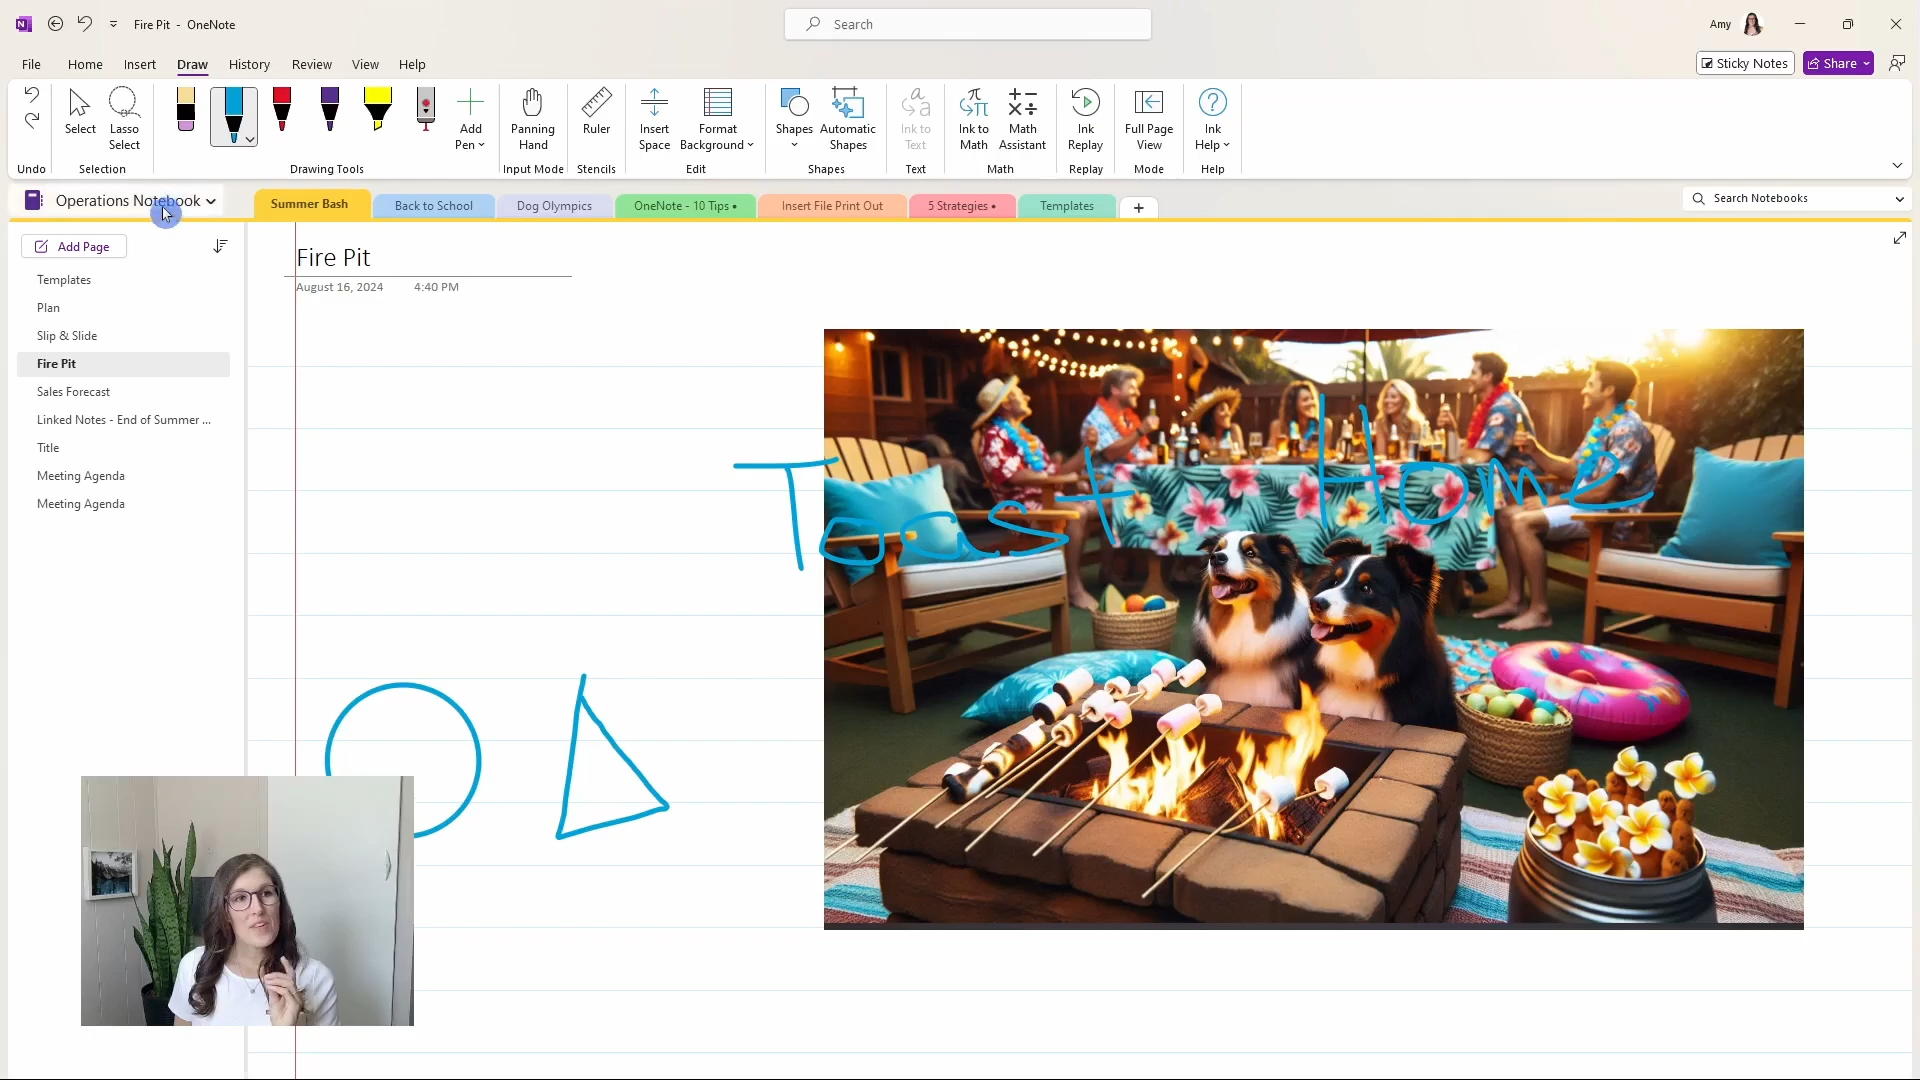 Fire Pit - OneNote
Search
Amy
File Home Insert Draw History Review View Help
Sticky Notes
Share
Select
Lasso
Select
Add
Pen
Panning
Hand
Ruler
Insert
Space
Format
Background
Shapes
Automatic
Shapes
Ink to
Text
Ink to
Math
Math
Assistant
Ink
Replay
Full Page
View
Ink
Help
Undo
Selection
Drawing Tools
Input Mode
Stencils
Edit
Shapes
Text
Math
Replay
Mode
Help
Operations Notebook
Summer Bash
Back to School
Dog Olympics
OneNote - 10 Tips •
Insert File Print Out
5 Strategies •
Templates
+
Search Notebooks
Add Page
Templates
Plan
Slip & Slide
Fire Pit
Sales Forecast
Linked Notes - End of Summer ...
Title
Meeting Agenda
Meeting Agenda
Fire Pit
August 16, 2024 4:40 PM
Toast Home